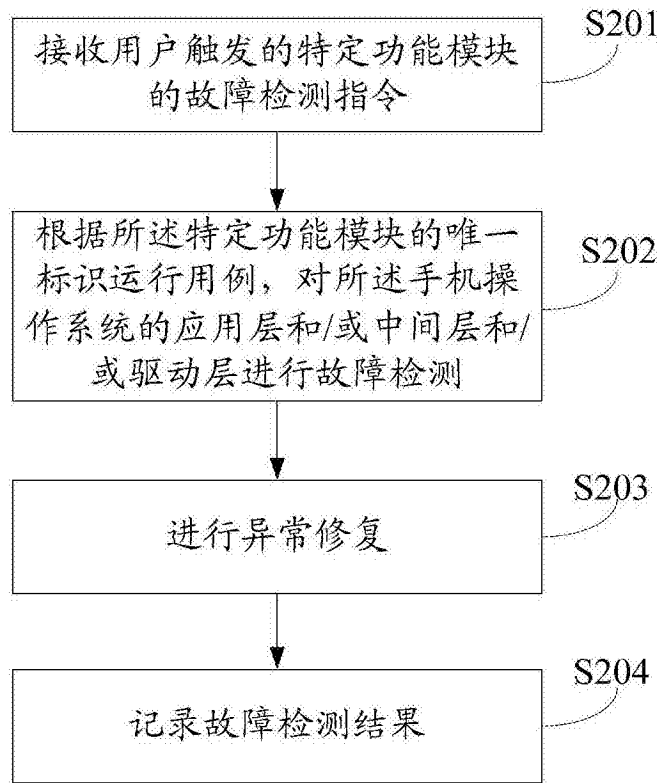 接收用户触发的特定功能模块
的故障检测指令
S201
根据所述特定功能模块的唯一
标识运行用例，对所述手机操
作系统的应用层和/或中间层和/
或驱动层进行故障检测
S202
进行异常修复
S203
记录故障检测结果
S204